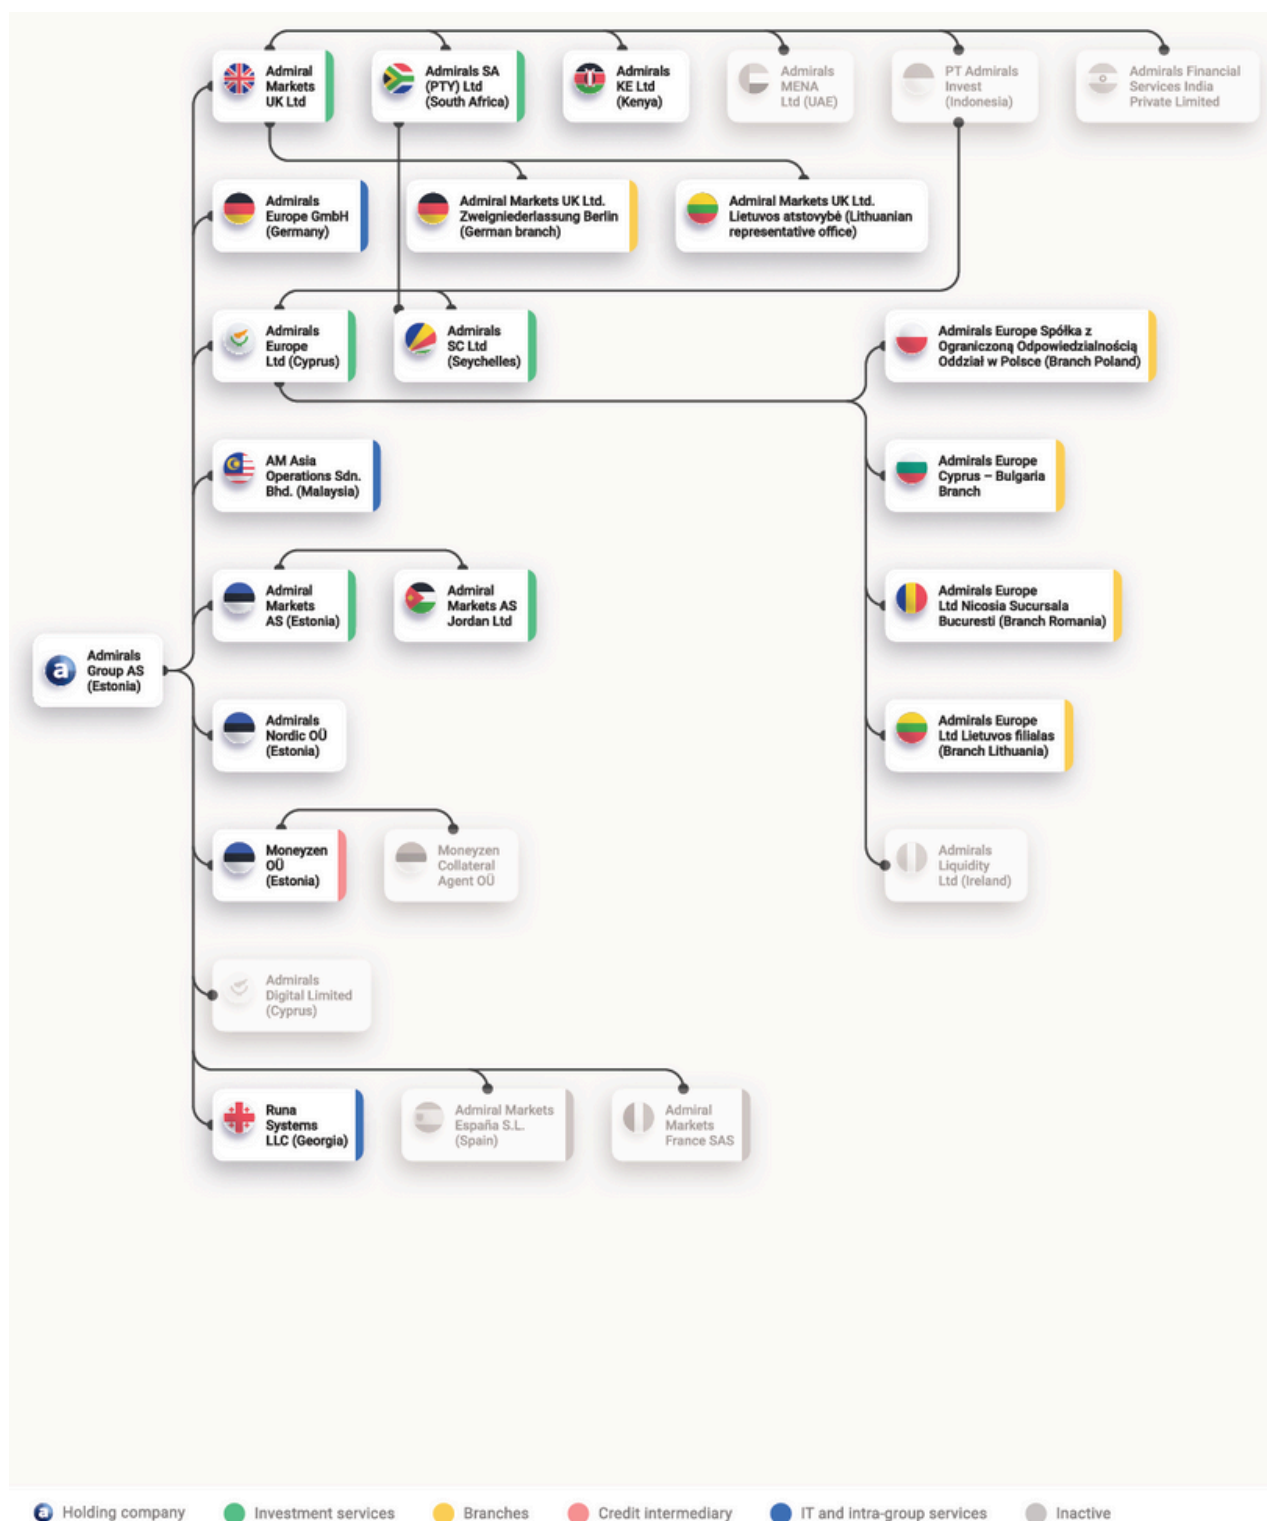 Admiral
Markets
UK Ltd
Admirals SA
(PTY) Ltd
(South Africa)
Admirals
KE Ltd
(Kenya)
Admirals
MENA
Ltd (UAE)
PT Admirals
Invest
(Indonesia)
Admirals Financial
Services India
Private Limited
Admirals
Europe GmbH
(Germany)
Admiral Markets UK Ltd.
Zweigniederlassung Berlin
(German branch)
Admiral Markets UK Ltd.
Lietuvos atstovybė (Lithuanian
representative office)
Admirals
Europe
Ltd (Cyprus)
Admirals
SC Ltd
(Seychelles)
Admirals Europe Spółka z
Ograniczoną Odpowiedzialnością
Oddział w Polsce (Branch Poland)
AM Asia
Operations Sdn.
Bhd. (Malaysia)
Admirals Europe
Cyprus – Bulgaria
Branch
Admiral
Markets
AS (Estonia)
Admiral
Markets AS
Jordan Ltd
Admirals Europe
Ltd Nicosia Sucursala
Bucuresti (Branch Romania)
a
Admirals
Group AS
(Estonia)
Admirals
Nordic OÜ
(Estonia)
Admirals Europe
Ltd Lietuvos filialas
(Branch Lithuania)
Moneyzen
OÜ
(Estonia)
Moneyzen
Collateral
Agent OÜ
Admirals
Liquidity
Ltd (Ireland)
Admirals
Digital Limited
(Cyprus)
Runa
Systems
LLC (Georgia)
Admiral Markets
España S.L.
(Spain)
Admiral
Markets
France SAS
a Holding company
Investment services
Branches
Credit intermediary
IT and intra-group services
Inactive